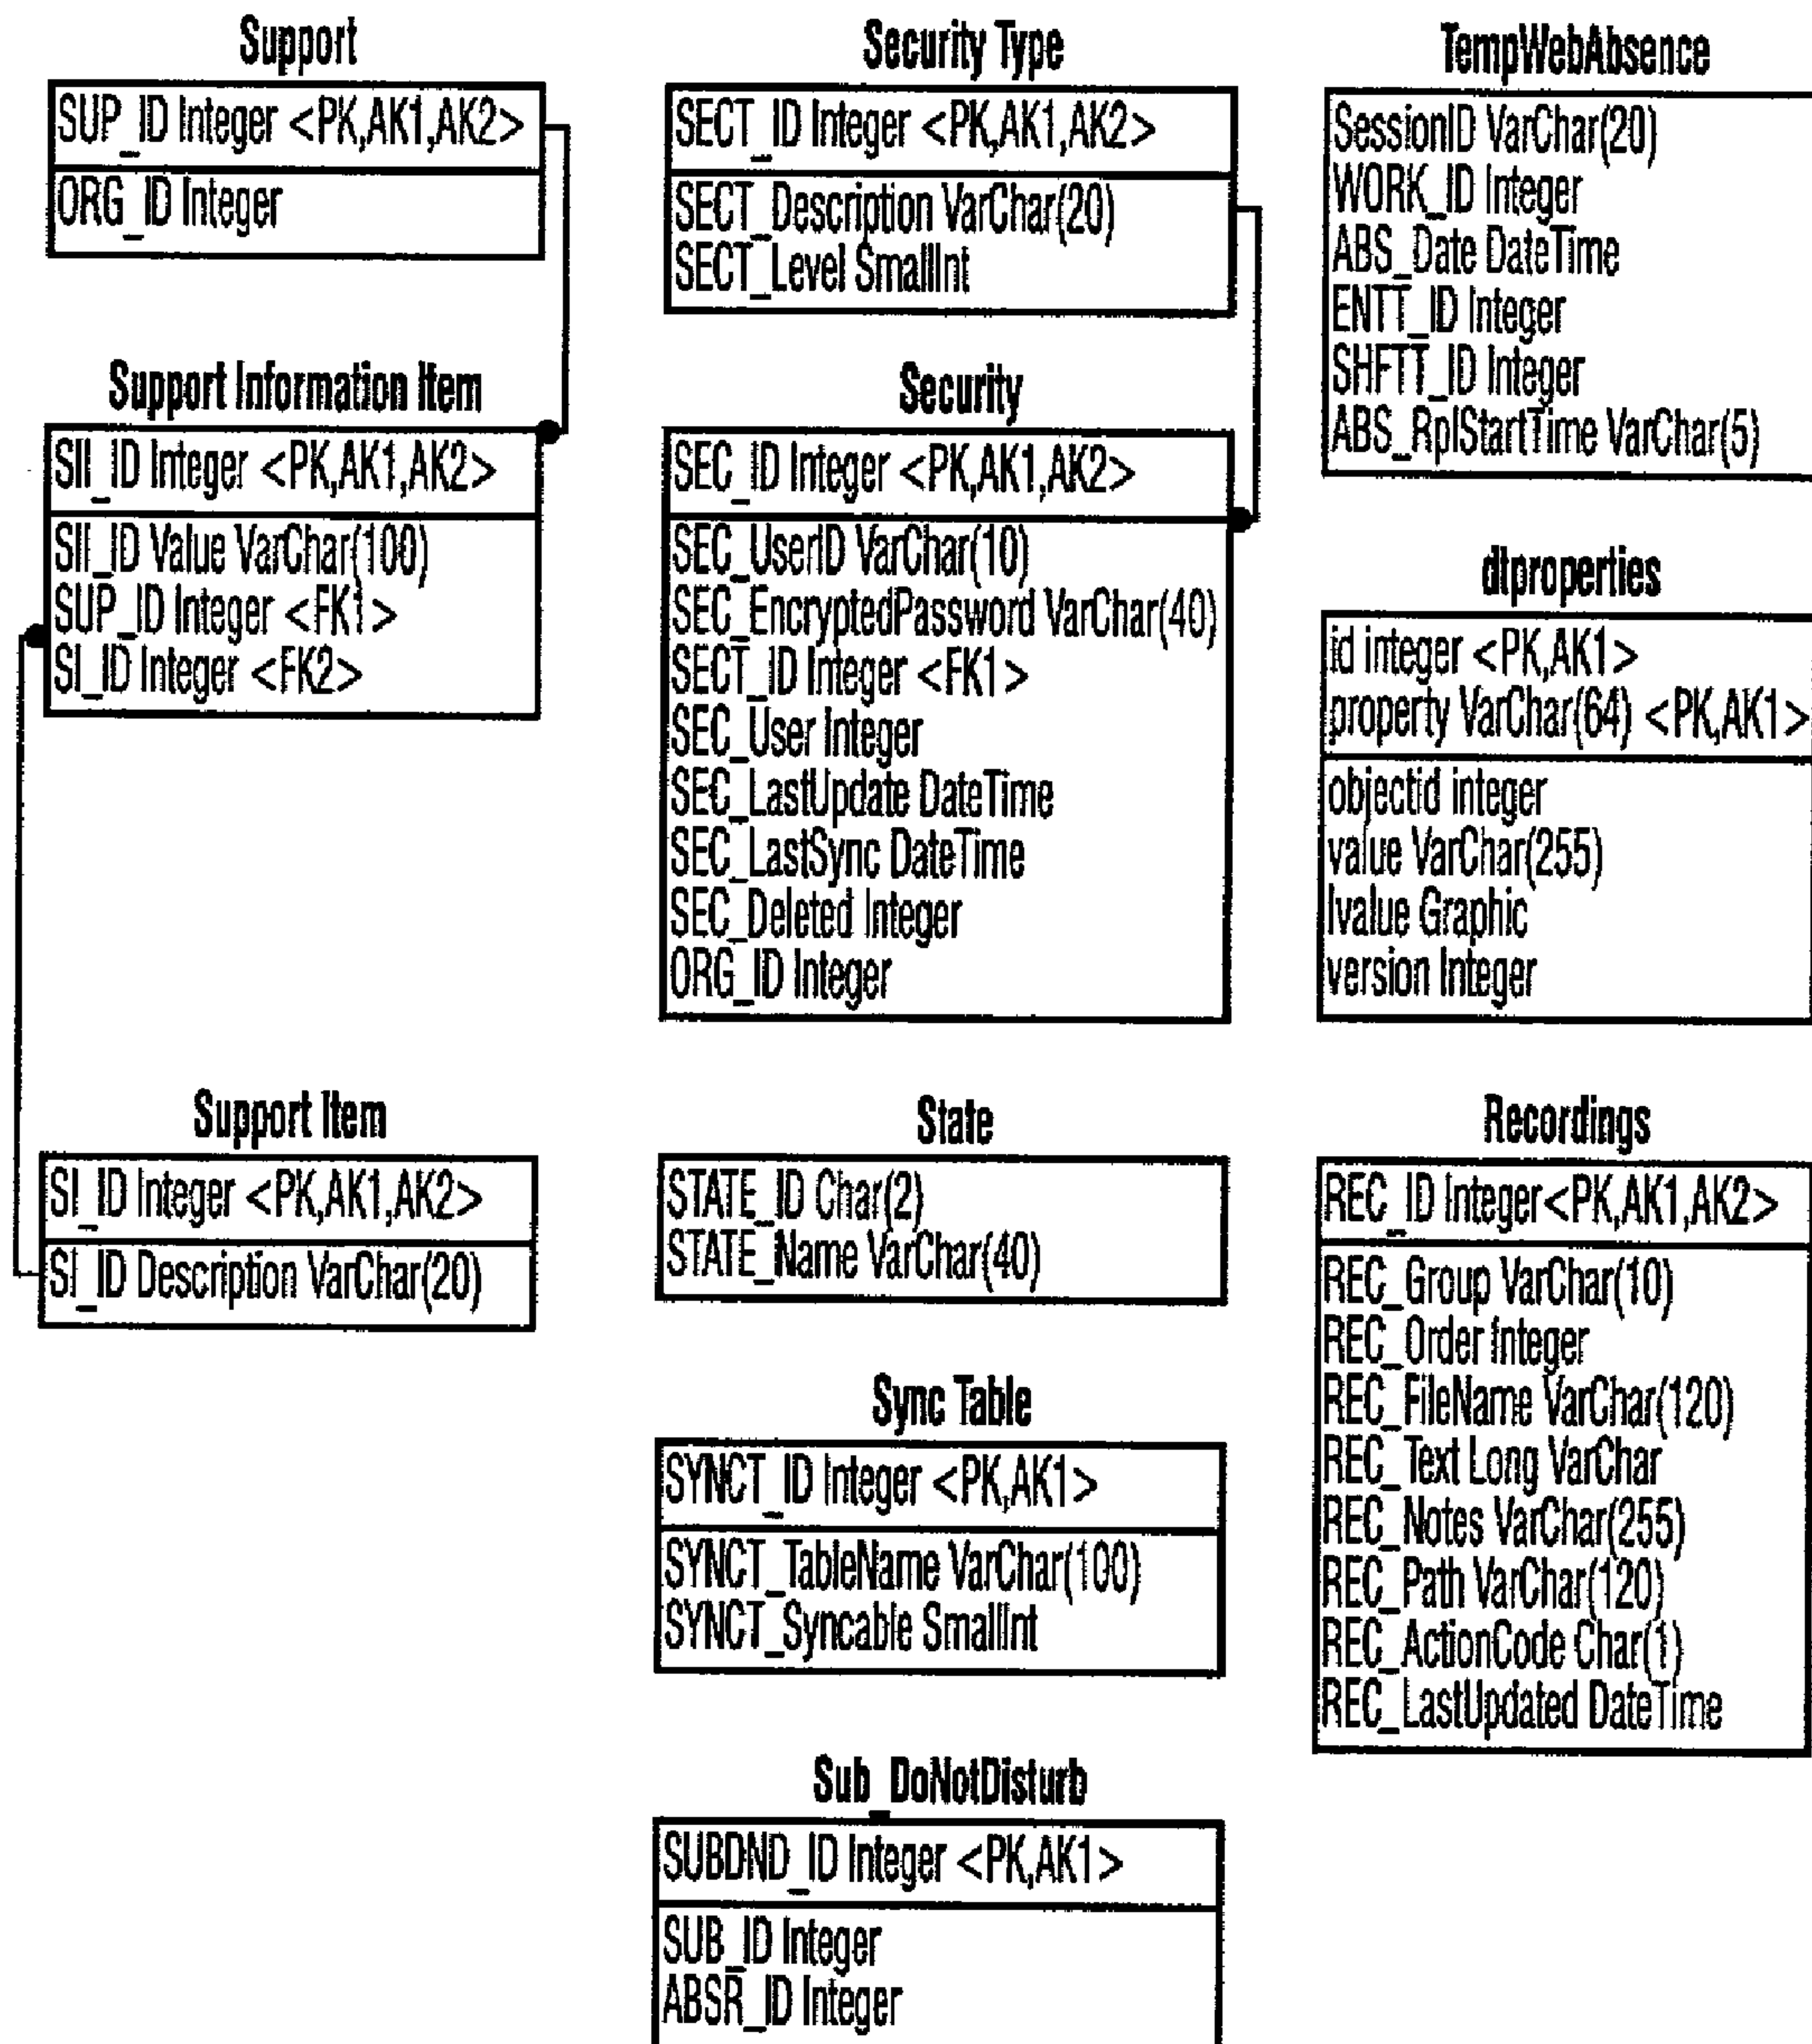 Support
SUP_ID Integer <PK,AK1,AK2>
ORG_ID Integer
Support Information Item
SII_ID Integer <PK,AK1,AK2>
SII_ID Value VarChar(100)
SUP_ID Integer <FK1>
SI_ID Integer <FK2>
Support Item
SI_ID Integer <PK,AK1,AK2>
SI_ID Description VarChar(20)
Security Type
SECT_ID Integer <PK,AK1,AK2>
SECT_Description VarChar(20)
SECT_Level SmallInt
Security
SEC_ID Integer <PK,AK1,AK2>
SEC_UserID VarChar(10)
SEC_EncryptedPassword VarChar(40)
SECT_ID Integer <FK1>
SEC_User Integer
SEC_LastUpdate DateTime
SEC_LastSync DateTime
SEC_Deleted Integer
ORG_ID Integer
State
STATE_ID Char(2)
STATE_Name VarChar(40)
Sync Table
SYNCT_ID Integer <PK,AK1>
SYNCT_TableName VarChar(100)
SYNCT_Syncable SmallInt
Sub_DoNotDisturb
SUBDND_ID Integer <PK,AK1>
SUB_ID Integer
ABSR_ID Integer
TempWebAbsence
SessionID VarChar(20)
WORK_ID Integer
ABS_Date DateTime
ENTT_ID Integer
SHFTT_ID Integer
ABS_RplStartTime VarChar(5)
dtproperties
id integer <PK,AK1>
property VarChar(64) <PK,AK1>
objectid integer
value VarChar(255)
lvalue Graphic
version Integer
Recordings
REC_ID Integer<PK,AK1,AK2>
REC_Group VarChar(10)
REC_Order Integer
REC_FileName VarChar(120)
REC_Text Long VarChar
REC_Notes VarChar(255)
REC_Path VarChar(120)
REC_ActionCode Char(1)
REC_LastUpdated DateTime